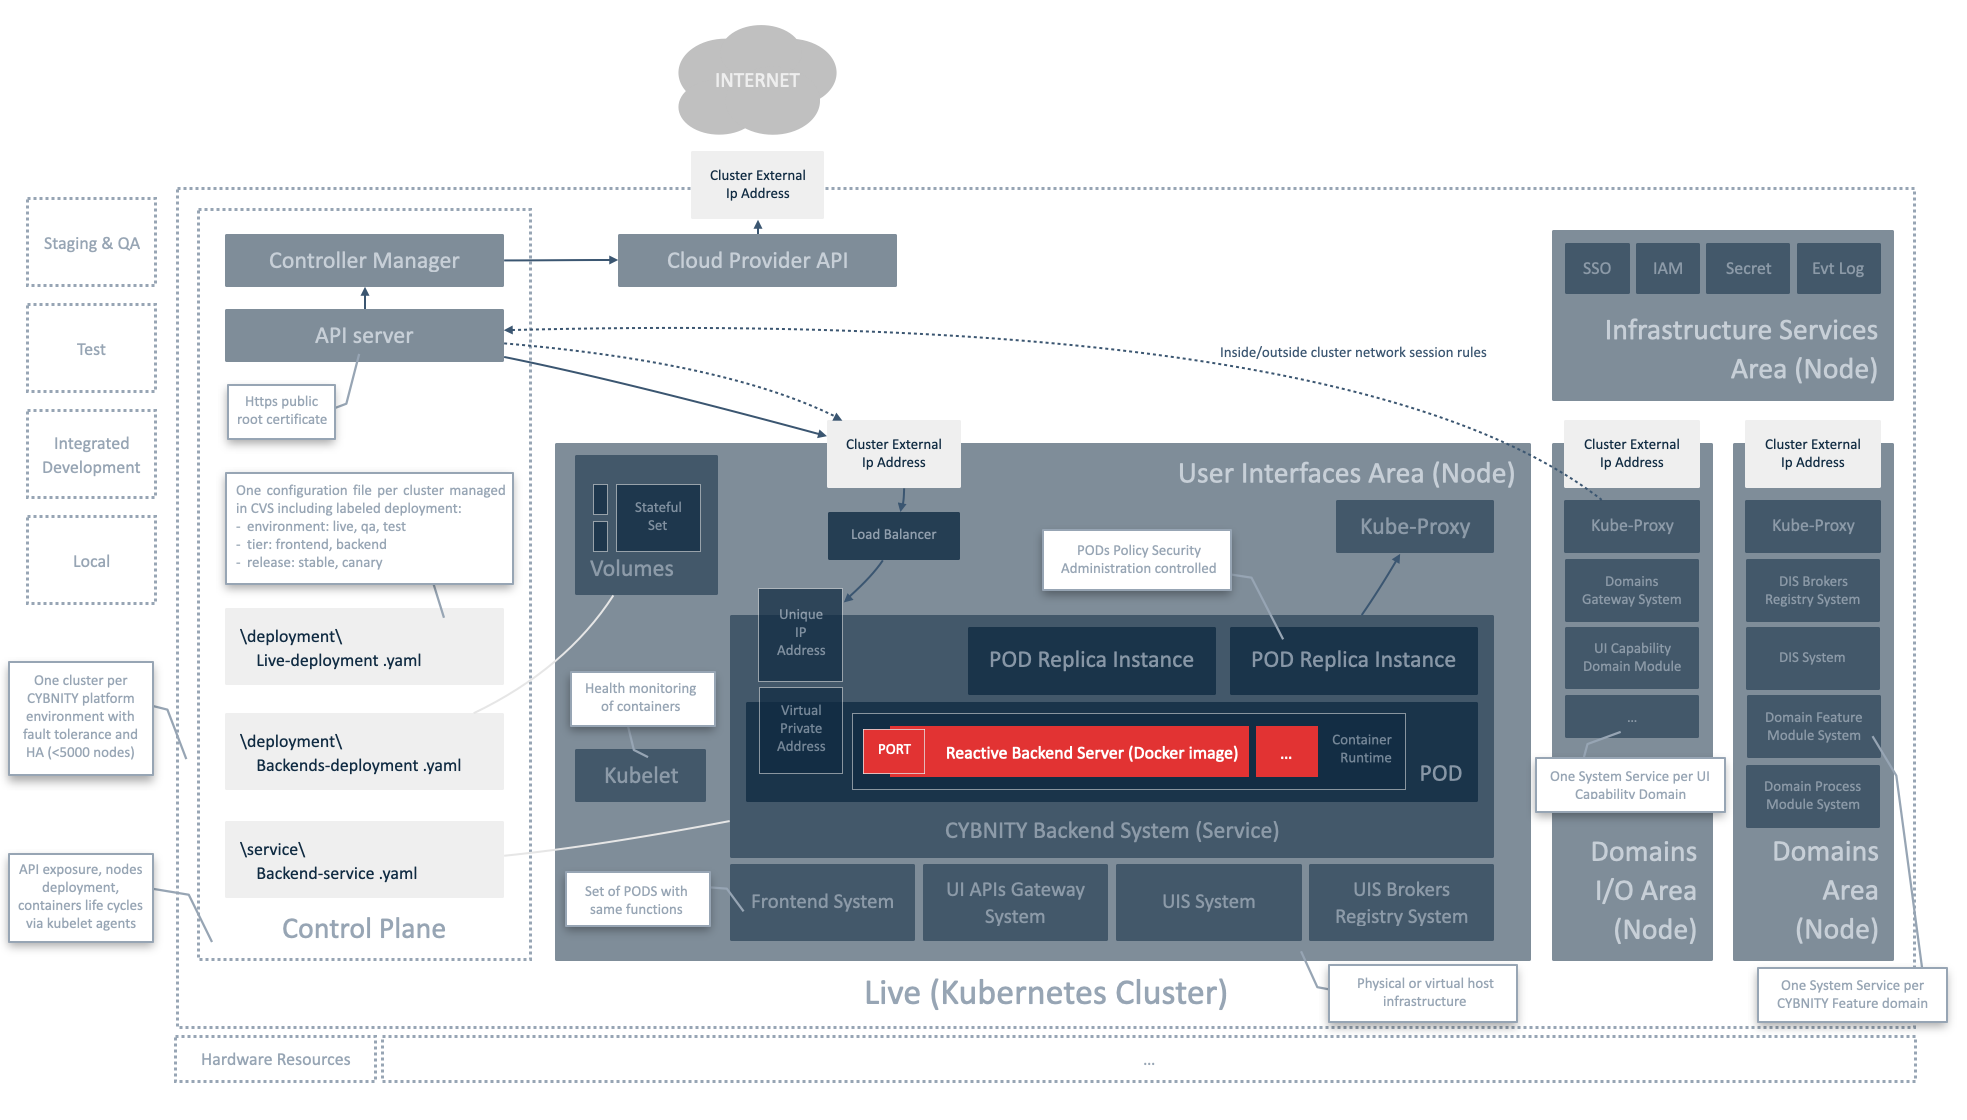 INTERNET
Cluster External
Ip Address
Staging & QA
Test
Integrated
Development
Local
Controller Manager
Cloud Provider API
API server
Https public
root certificate
Inside/outside cluster network session rules
SSO
IAM
Secret
Evt Log
Infrastructure Services
Area (Node)
One configuration file per cluster managed
in CVS including labeled deployment:
- environment: live, qa, test
- tier: frontend, backend
- release: stable, canary
\deployment\
Live-deployment .yaml
\deployment\
Backends-deployment .yaml
\service\
Backend-service .yaml
Control Plane
One cluster per
CYBNITY platform
environment with
fault tolerance and
HA (<5000 nodes)
API exposure, nodes
deployment,
containers life cycles
via kubelet agents
Cluster External
Ip Address
User Interfaces Area (Node)
Stateful
Set
Volumes
Load Balancer
Kube-Proxy
PODs Policy Security
Administration controlled
Unique
IP
Address
POD Replica Instance
POD Replica Instance
Health monitoring
of containers
Kubelet
Virtual
Private
Address
PORT
Reactive Backend Server (Docker image)
...
Container
Runtime
POD
CYBNITY Backend System (Service)
Set of PODS with
same functions
Frontend System
UI APIs Gateway
System
UIS System
UIS Brokers
Registry System
Physical or virtual host
infrastructure
Live (Kubernetes Cluster)
Cluster External
Ip Address
Kube-Proxy
Domains
Gateway System
UI Capability
Domain Module
...
One System Service per UI
Capability Domain
Domains
I/O Area
(Node)
Cluster External
Ip Address
Kube-Proxy
DIS Brokers
Registry System
DIS System
Domain Feature
Module System
Domain Process
Module System
Domains
Area
(Node)
One System Service per
CYBNITY Feature domain
Hardware Resources
...